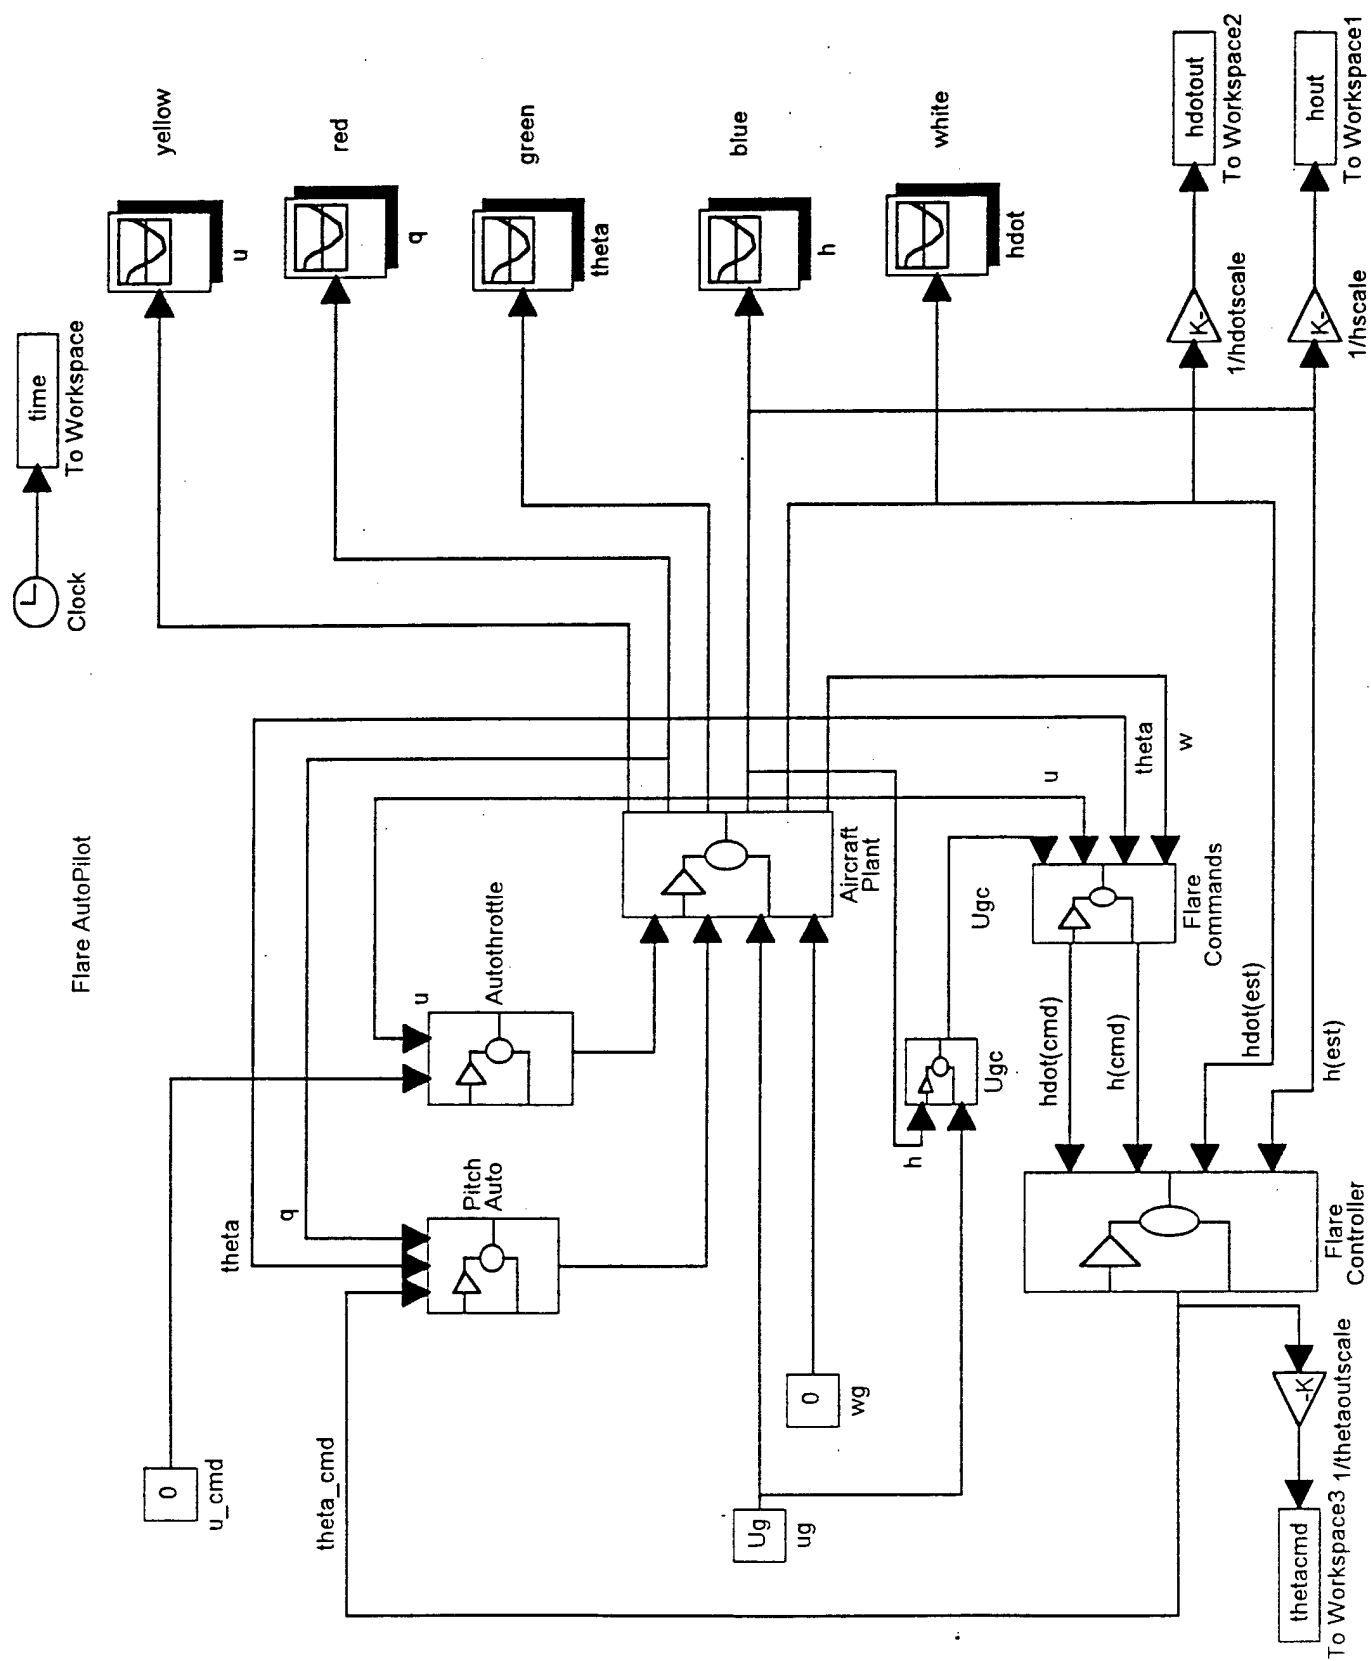 Flare AutoPilot
Clock
time
To Workspace
yellow
u
red
q
green
theta
blue
h
white
hdot
hdotout
To Workspace2
1/hdotscale
K-
hout
To Workspace1
1/hscale
K-
0
u_cmd
theta_cmd
theta
q
Pitch
Auto
u
Autothrottle
Aircraft
Plant
Ug
ug
0
wg
h
Ugc
Ugc
u
theta
w
Flare
Commands
hdot(cmd)
h(cmd)
hdot(est)
h(est)
Flare
Controller
-K
1/thetaoutscale
thetacmd
To Workspace3